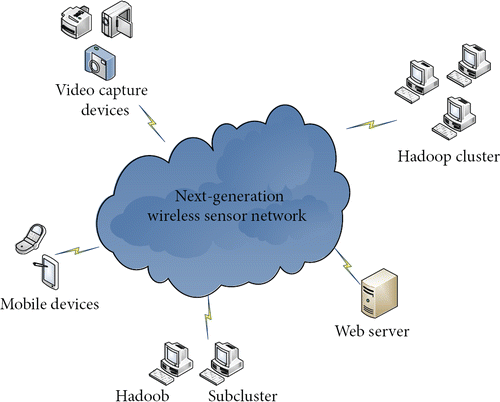 Video capture
devices
Hadoop cluster
Next-generation
wireless sensor network
Mobile devices
Web server
Hadoob Subcluster